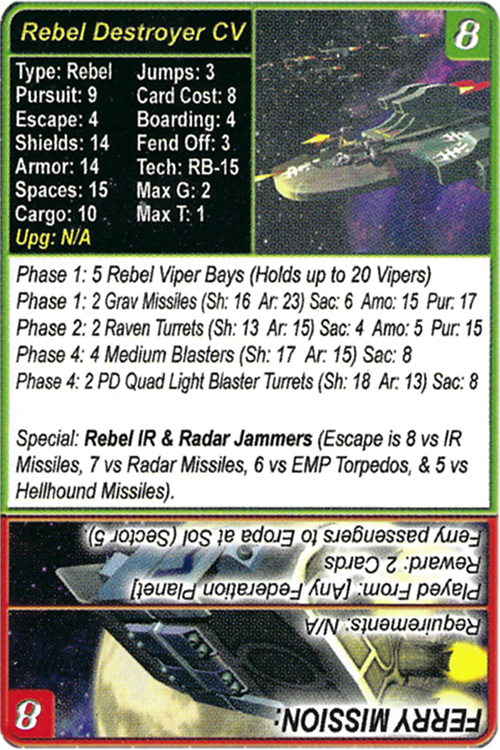 Rebel Destroyer CV
8
Type: Rebel Jumps: 3
Pursuit: 9 Card Cost: 8
Escape: 4 Boarding: 4
Shields: 14 Fend Off: 3
Armor: 14 Tech: RB-15
Spaces: 15 Max G: 2
Cargo: 10 Max T: 1
Upg: N/A
Phase 1: 5 Rebel Viper Bays (Holds up to 20 Vipers)
Phase 1: 2 Grav Missiles (Sh: 16 Ar: 23) Sac: 6 Amo: 15 Pur: 17
Phase 2: 2 Raven Turrets (Sh: 13 Ar: 15) Sac: 4 Amo: 5 Pur: 15
Phase 4: 4 Medium Blasters (Sh: 17 Ar: 15) Sac: 8
Phase 4: 2 PD Quad Light Blaster Turrets (Sh: 18 Ar: 13) Sac: 8
Special: Rebel IR & Radar Jammers (Escape is 8 vs IR
Missiles, 7 vs Radar Missiles, 6 vs EMP Torpedos, & 5 vs
Hellhound Missiles).
FERRY MISSION:
8
Requirements: N/A
Played From: [Any Federation Planet]
Reward: 2 Cards
Ferry passengers to Eropa at Sol (Sector 5)